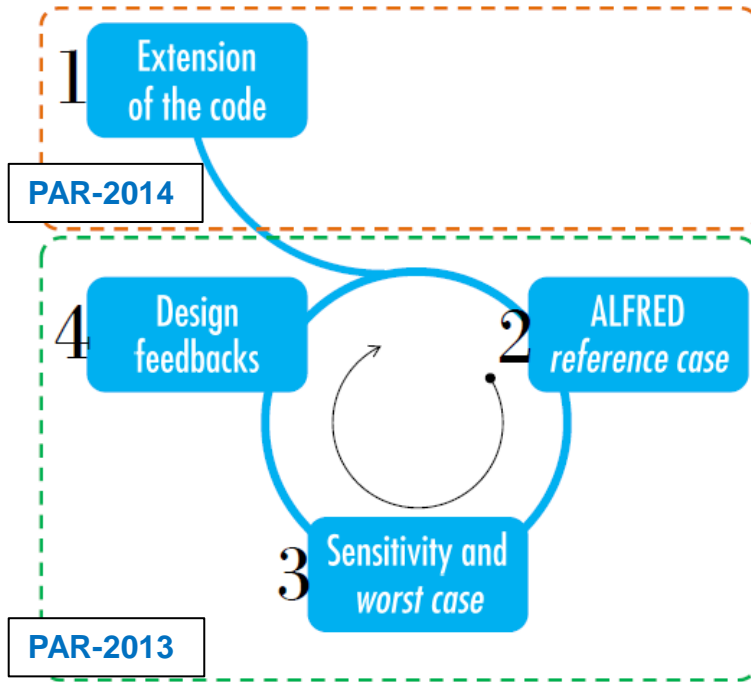 1
Extension
of the code
PAR-2014
4
Design
feedbacks
2
ALFRED
reference case
3
Sensitivity and
worst case
PAR-2013